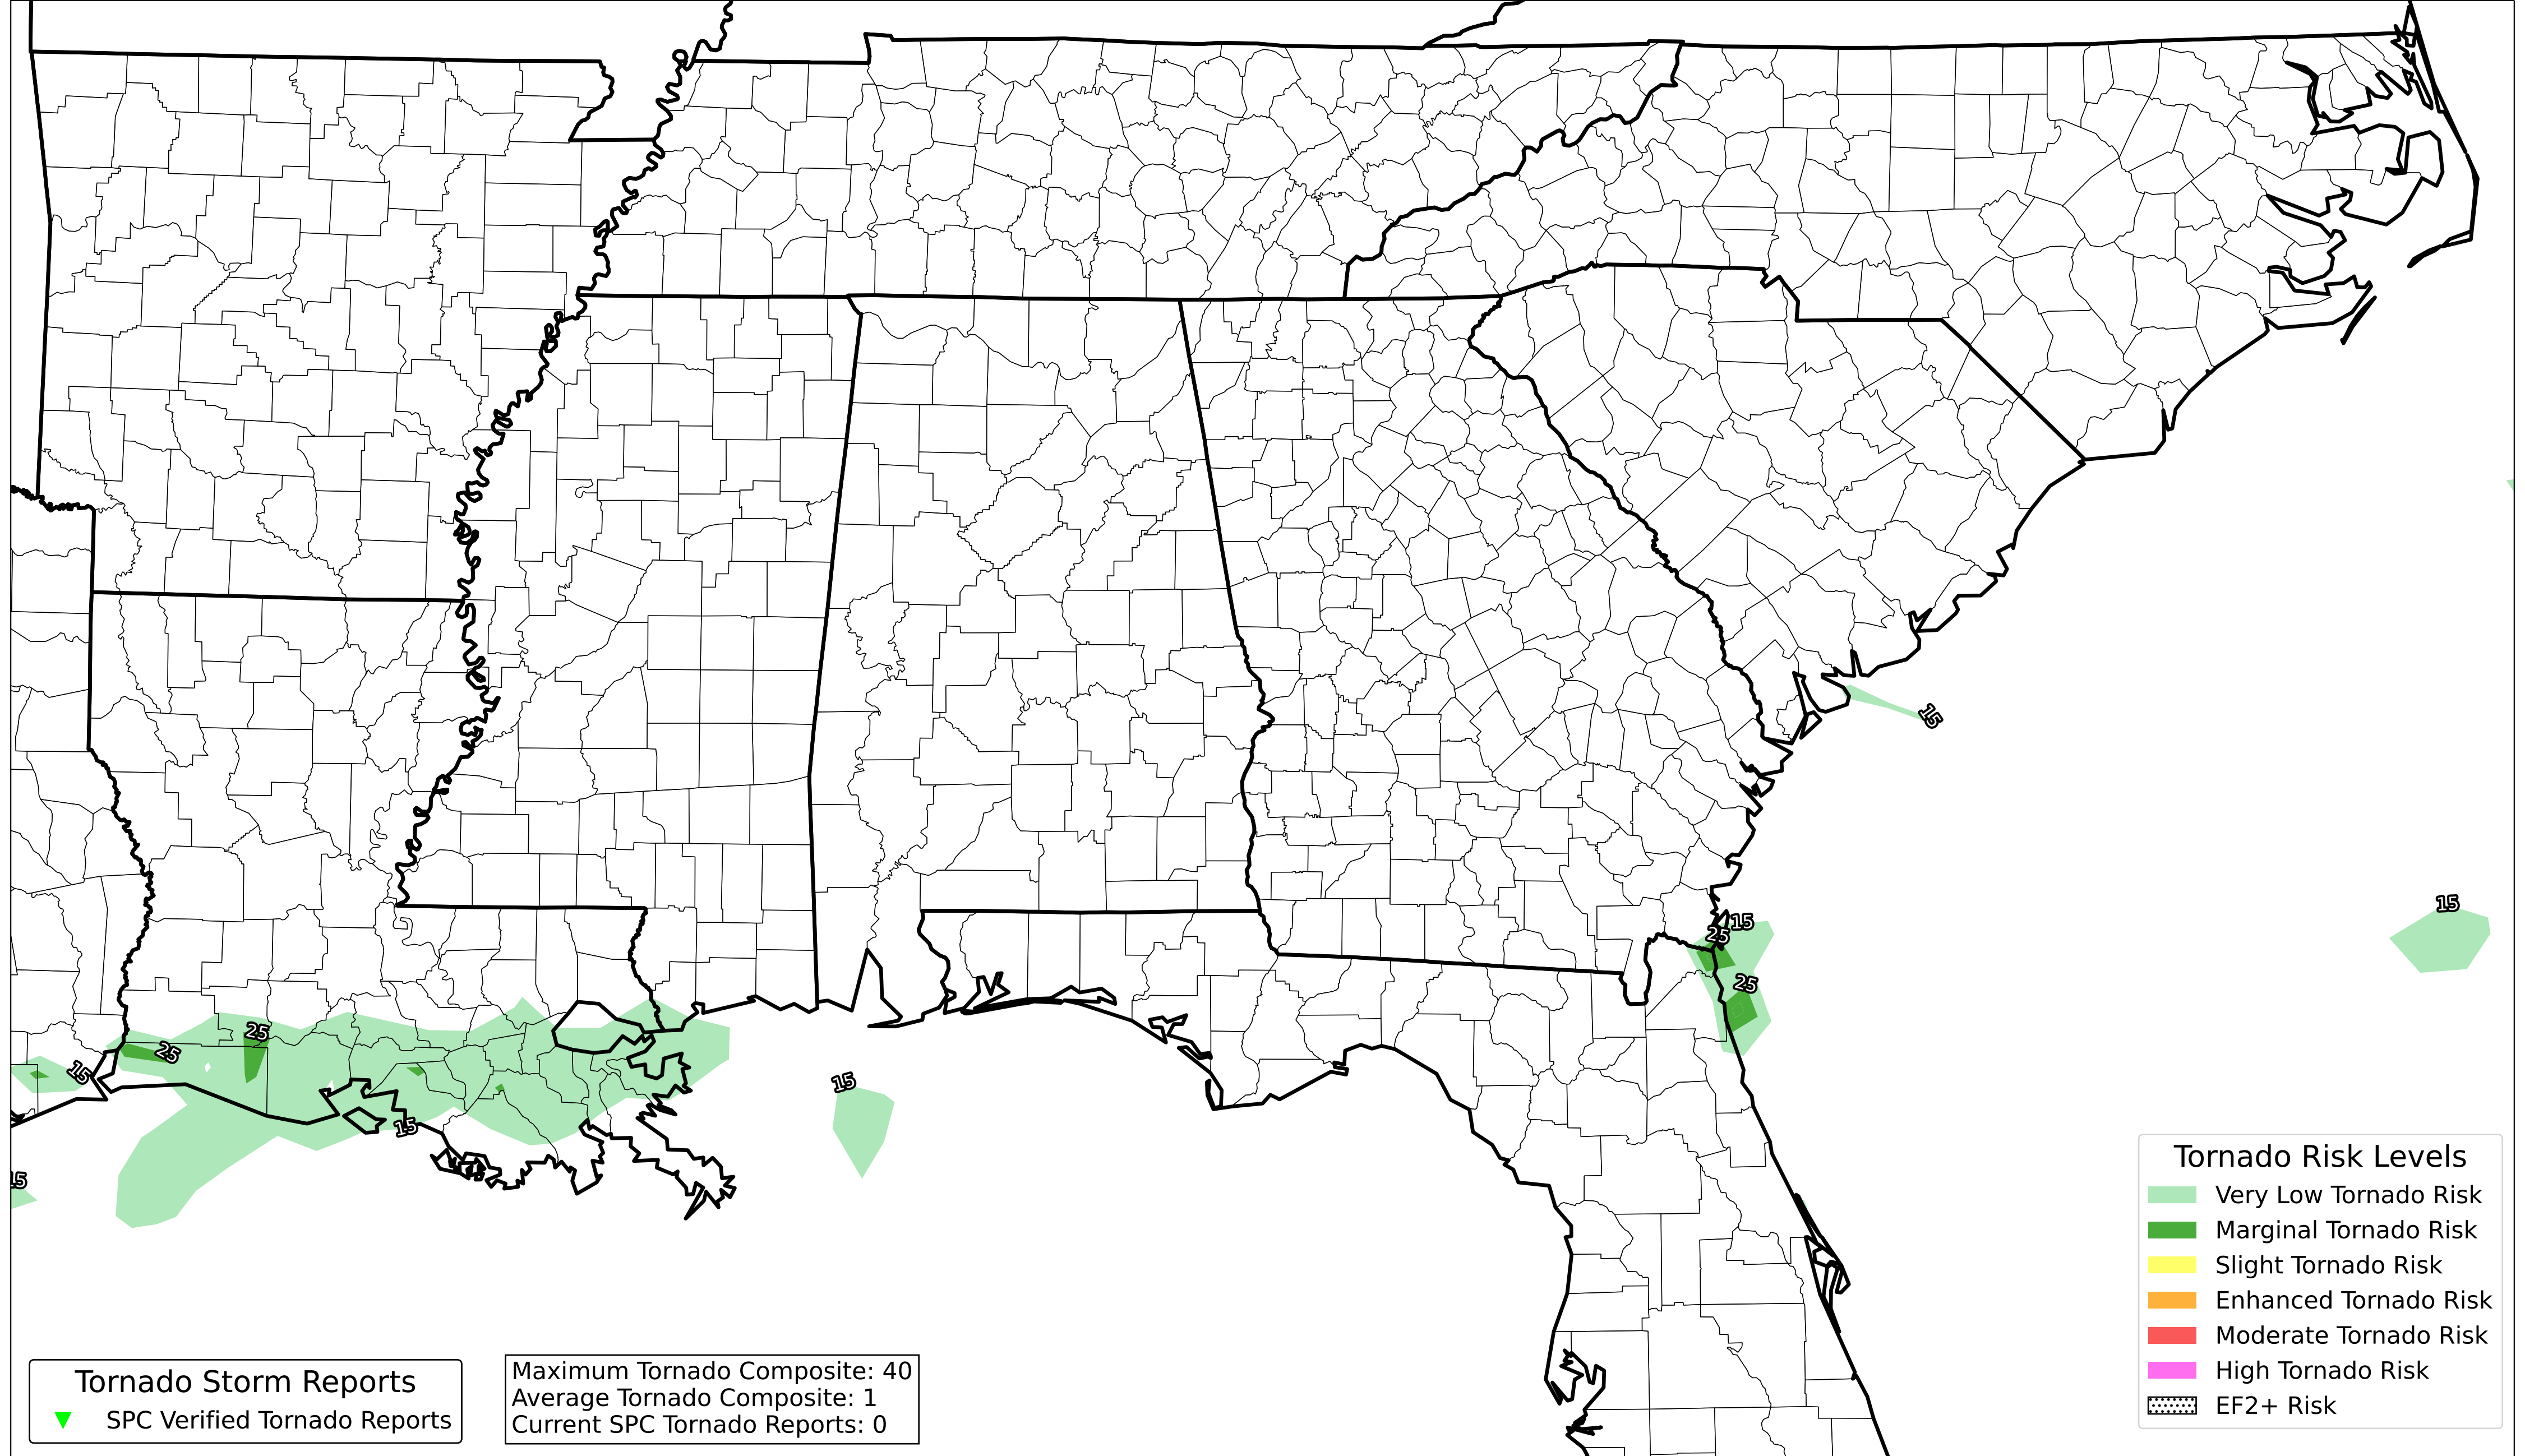 15
15
15
25
25
25
25
15
15
15
15
Tornado Risk Levels
Very Low Tornado Risk
Marginal Tornado Risk
Slight Tornado Risk
Enhanced Tornado Risk
Moderate Tornado Risk
High Tornado Risk
EF2+ Risk
Tornado Storm Reports
SPC Verified Tornado Reports
Maximum Tornado Composite: 40
Average Tornado Composite: 1
Current SPC Tornado Reports: 0